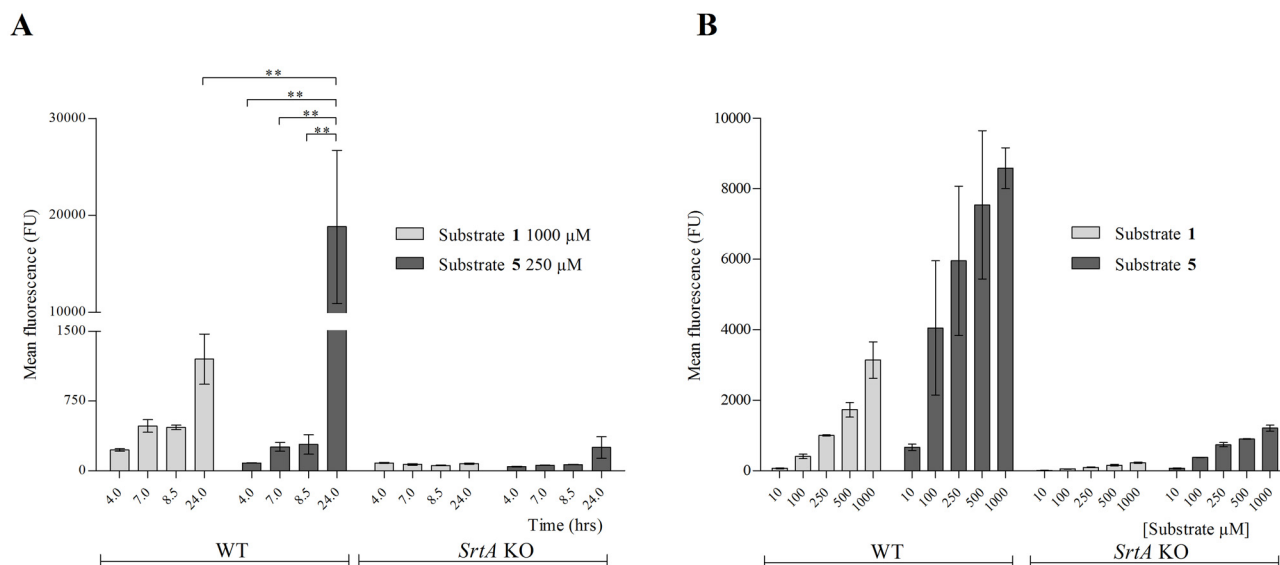 A
B
**
**
**
**
30000
20000
10000
1500
750
0
Mean fluorescence (FU)
Substrate 1 1000 µM
Substrate 5 250 µM
4.0 7.0 8.5 24.0 4.0 7.0 8.5 24.0 4.0 7.0 8.5 24.0 4.0 7.0 8.5 24.0
Time (hrs)
WT SrtA KO
10000
8000
6000
4000
2000
0
Mean fluorescence (FU)
Substrate 1
Substrate 5
10 100 250 500 1000 10 100 250 500 1000 10 100 250 500 1000 10 100 250 500 1000
[Substrate µM]
WT SrtA KO